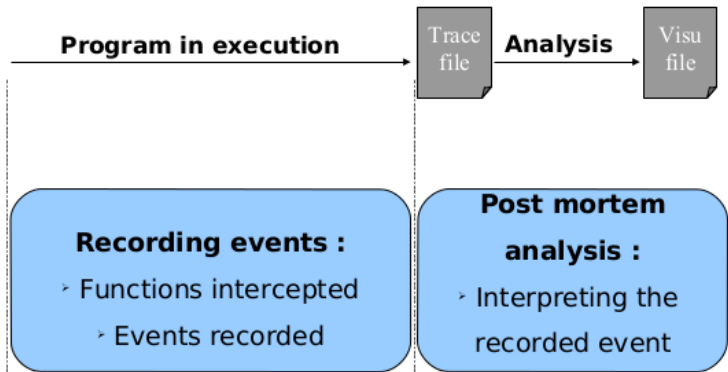 Program in execution
Trace
file
Analysis
Visu
file
Recording events :
Functions intercepted
Events recorded
Post mortem
analysis :
Interpreting the
recorded event